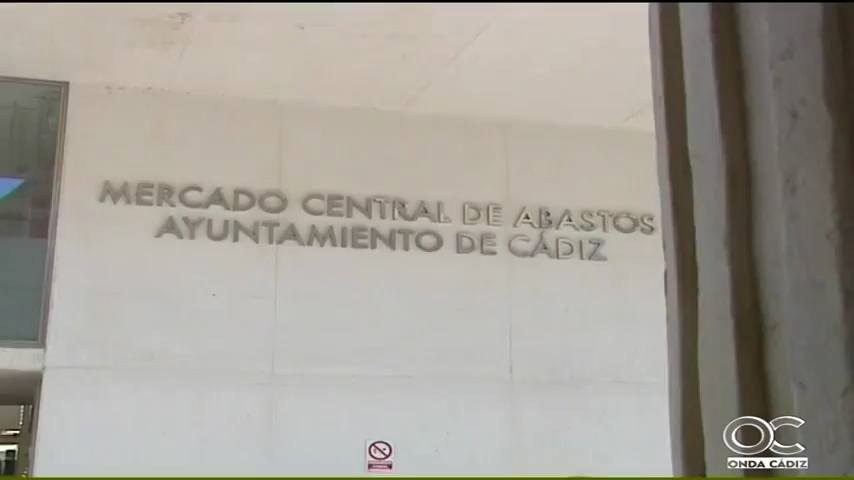 MERCADO CENTRAL DE ABASTOS
AYUNTAMIENTO DE CÁDIZ
OC
ONDA CÁDIZ